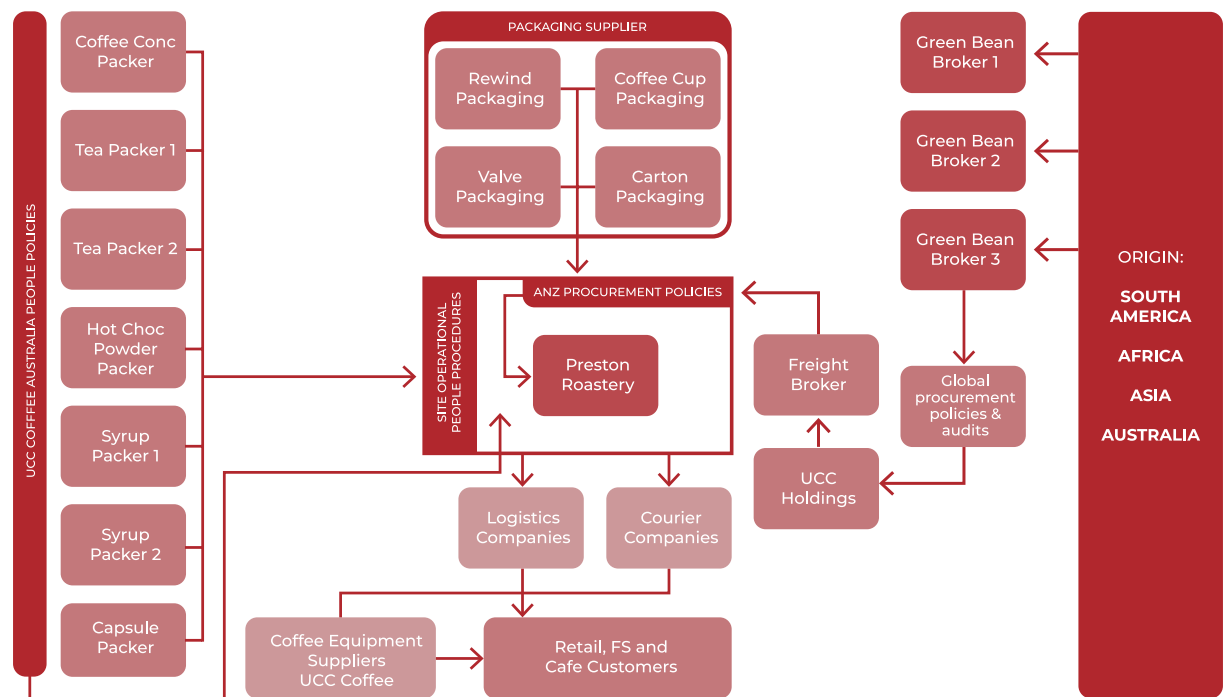 UCC COFFFEE AUSTRALIA PEOPLE POLICIES
Coffee Conc
Packer
Tea Packer 1
Tea Packer 2
Hot Choc
Powder
Packer
Syrup
Packer 1
Syrup
Packer 2
Capsule
Packer
PACKAGING SUPPLIER
Rewind
Packaging
Coffee Cup
Packaging
Valve
Packaging
Carton
Packaging
SITE OPERATIONAL
PEOPLE PROCEDURES
ANZ PROCUREMENT POLICIES
Preston
Roastery
Logistics
Companies
Courier
Companies
Coffee Equipment
Suppliers
UCC Coffee
Retail, FS and
Cafe Customers
Freight
Broker
UCC
Holdings
Green Bean
Broker 1
Green Bean
Broker 2
Green Bean
Broker 3
Global
procurement
policies &
audits
ORIGIN:
SOUTH
AMERICA
AFRICA
ASIA
AUSTRALIA